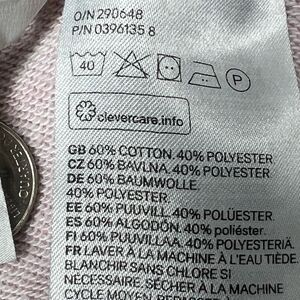 O/N 290648
P/N 0396135 8
40
P
clevercare.info
GB 60% COTTON. 40% POLYESTER
CZ 60% BAVLNA. 40% POLYESTER
DE 60% BAUMWOLLE.
40% POLYESTER.
EE 60% PUUVILL. 40% POLÜESTER.
ES 60% ALGODÓN. 40% poliéster.
FI 60% PUUVILLAA. 40% POLYESTERIÄ.
FR LAVER À LA MACHINE À L'EAU TIÈDE.
BLANCHIR SANS CHLORE SI
NÉCESSAIRE. SÉCHER À LA MACHINE
CYCLE MOYEN.